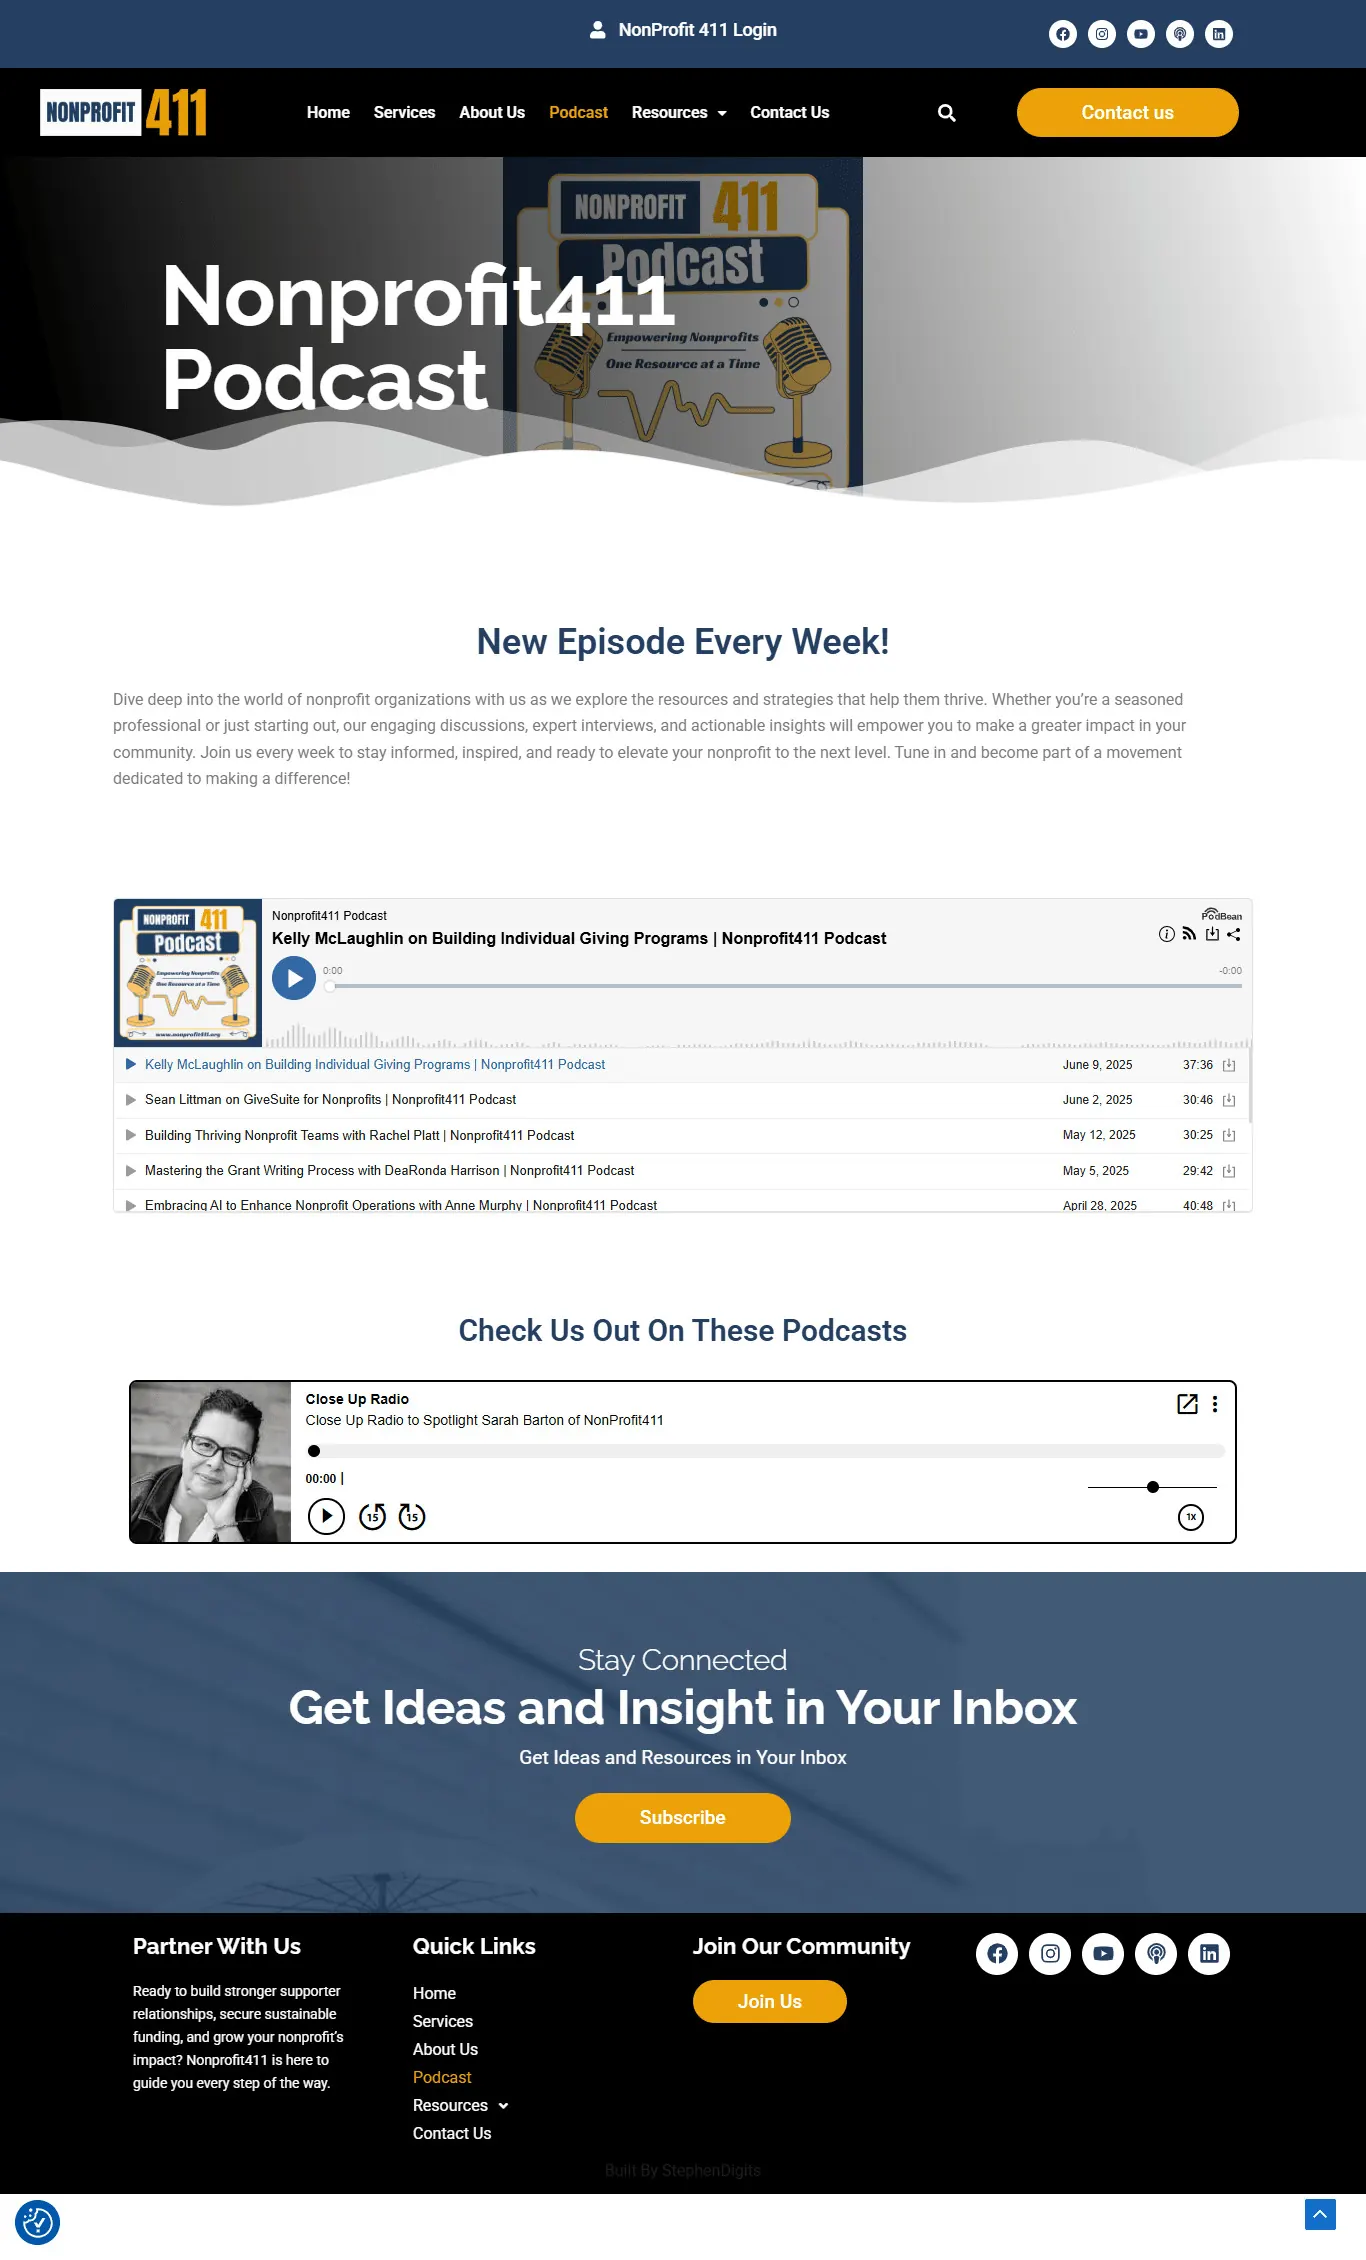 NonProfit 411 Login
NONPROFIT 411
Home Services About Us Podcast Resources Contact Us
Contact us
NONPROFIT 411
Podcast
Empowering Nonprofits
One Resource at a Time
Nonprofit411
Podcast
New Episode Every Week!
Dive deep into the world of nonprofit organizations with us as we explore the resources and strategies that help them thrive. Whether you’re a seasoned
professional or just starting out, our engaging discussions, expert interviews, and actionable insights will empower you to make a greater impact in your
community. Join us every week to stay informed, inspired, and ready to elevate your nonprofit to the next level. Tune in and become part of a movement
dedicated to making a difference!
NONPROFIT 411
Podcast
Empowering Nonprofits
One Resource at a Time
www.nonprofit411.org
Nonprofit411 Podcast
PodBean
Kelly McLaughlin on Building Individual Giving Programs | Nonprofit411 Podcast
0:00 -0:00
Kelly McLaughlin on Building Individual Giving Programs | Nonprofit411 Podcast June 9, 2025 37:36
Sean Littman on GiveSuite for Nonprofits | Nonprofit411 Podcast June 2, 2025 30:46
Building Thriving Nonprofit Teams with Rachel Platt | Nonprofit411 Podcast May 12, 2025 30:25
Mastering the Grant Writing Process with DeaRonda Harrison | Nonprofit411 Podcast May 5, 2025 29:42
Embracing AI to Enhance Nonprofit Operations with Anne Murphy | Nonprofit411 Podcast April 28, 2025 40:48
Check Us Out On These Podcasts
Close Up Radio
Close Up Radio to Spotlight Sarah Barton of NonProfit411
00:00 |
15 15 1X
Stay Connected
Get Ideas and Insight in Your Inbox
Get Ideas and Resources in Your Inbox
Subscribe
Partner With Us
Ready to build stronger supporter
relationships, secure sustainable
funding, and grow your nonprofit’s
impact? Nonprofit411 is here to
guide you every step of the way.
Quick Links
Home
Services
About Us
Podcast
Resources
Contact Us
Join Our Community
Join Us
Built By StephenDigits